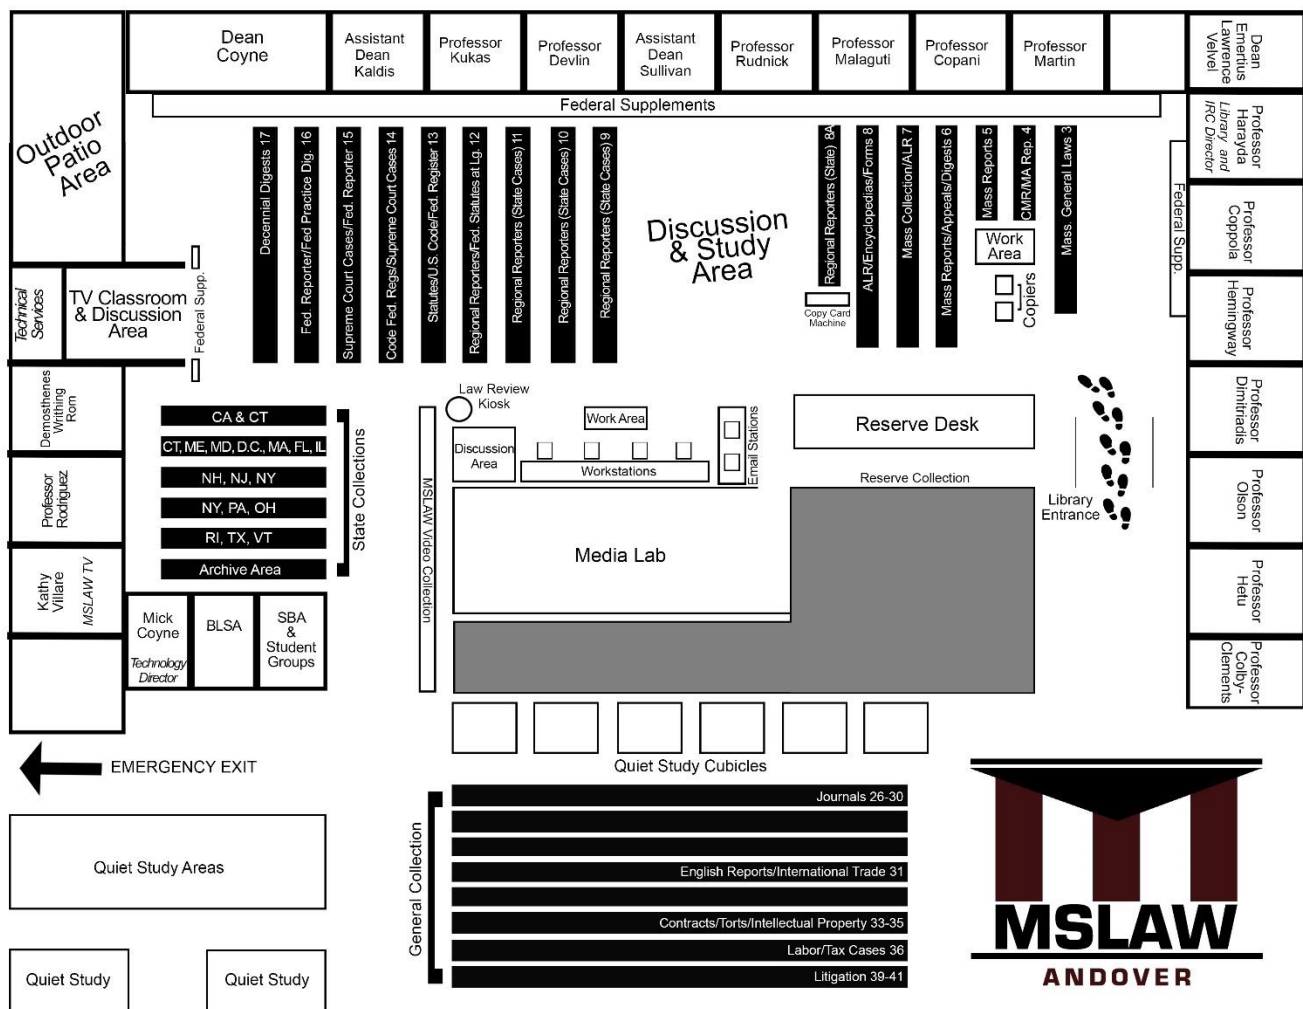 Dean
Coyne
Assistant
Dean
Kaldis
Professor
Kukas
Professor
Devlin
Assistant
Dean
Sullivan
Professor
Rudnick
Professor
Malaguti
Professor
Copani
Professor
Martin
Dean
Emertius
Lawrence
Velvel
Federal Supplements
Outdoor
Patio
Area
Professor
Harayda
Library and
IRC Director
Decennial Digests 17
Fed. Reporter/Fed Practice Dig. 16
Supreme Court Cases/Fed. Reporter 15
Code Fed. Regs/Supreme Court Cases 14
Statutes/U.S. Code/Fed. Register 13
Regional Reporters/Fed. Statutes at Lg. 12
Regional Reporters (State Cases) 11
Regional Reporters (State Cases) 10
Regional Reporters (State Cases) 9
Discussion
& Study
Area
Regional Reporters (State) 8A
ALR/Encyclopedias/Forms 8
Mass Collection/ALR 7
Mass Reports/Appeals/Digests 6
Mass Reports 5
CMR/MA Rep. 4
Mass. General Laws 3
Work
Area
Copiers
Copy Card
Machine
Federal Supp.
Professor
Coppola
Professor
Hemingway
Technical
Services
TV Classroom
& Discussion
Area
Federal Supp.
Demosthenes
Writhing
Rom
Professor
Rodriguez
Kathy
Villare
MSLAW TV
CA & CT
CT, ME, MD, D.C., MA, FL, IL
NH, NJ, NY
NY, PA, OH
RI, TX, VT
Archive Area
State Collections
MSLAW Video Collection
Law Review
Kiosk
Discussion
Area
Work Area
Workstations
Email Stations
Reserve Desk
Reserve Collection
Media Lab
Library
Entrance
Professor
Dimitriadis
Professor
Olson
Professor
Hetu
Professor
Colby-
Clements
Mick
Coyne
Technology
Director
BLSA
SBA
&
Student
Groups
EMERGENCY EXIT
Quiet Study Cubicles
Quiet Study Areas
Quiet Study
Quiet Study
General Collection
Journals 26-30
English Reports/International Trade 31
Contracts/Torts/Intellectual Property 33-35
Labor/Tax Cases 36
Litigation 39-41
MSLAW
ANDOVER